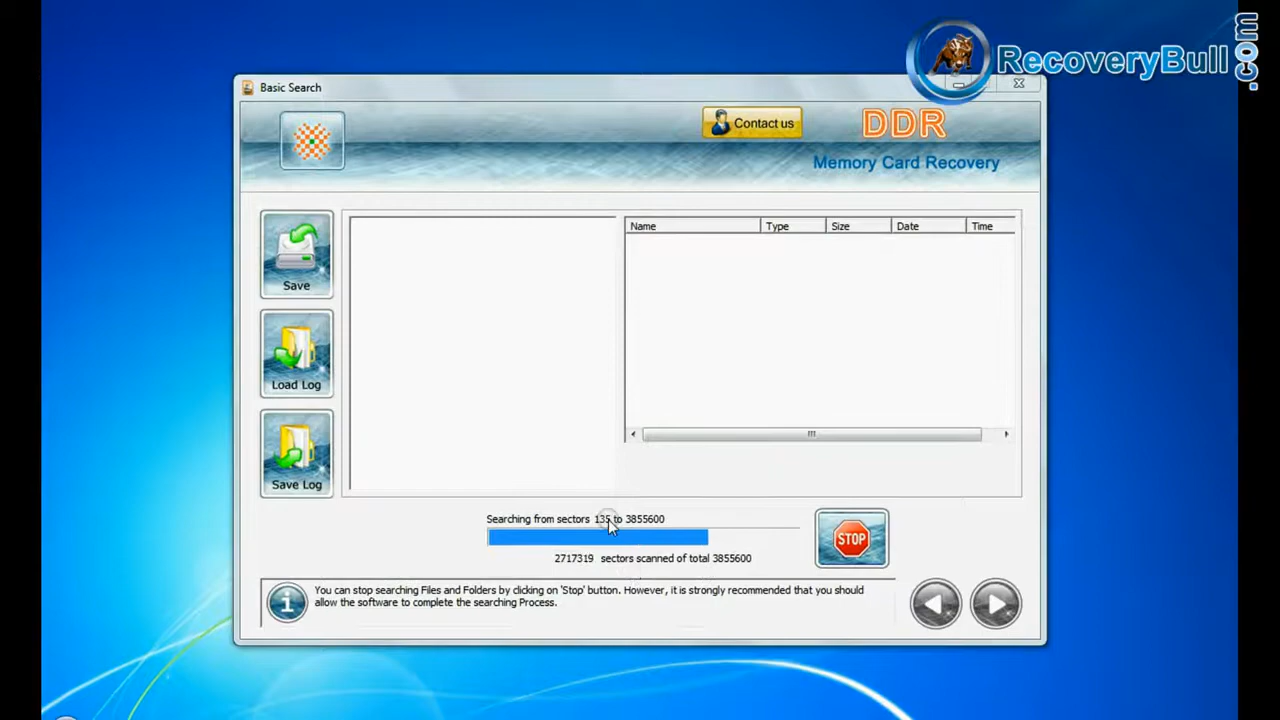 RecoveryBull.com
Basic Search
Contact us
DDR
Memory Card Recovery
Save
Load Log
Save Log
Name Type Size Date Time
Searching from sectors 135 to 3855600
2717319 sectors scanned of total 3855600
STOP
You can stop searching Files and Folders by clicking on 'Stop' button. However, it is strongly recommended that you should
allow the software to complete the searching Process.